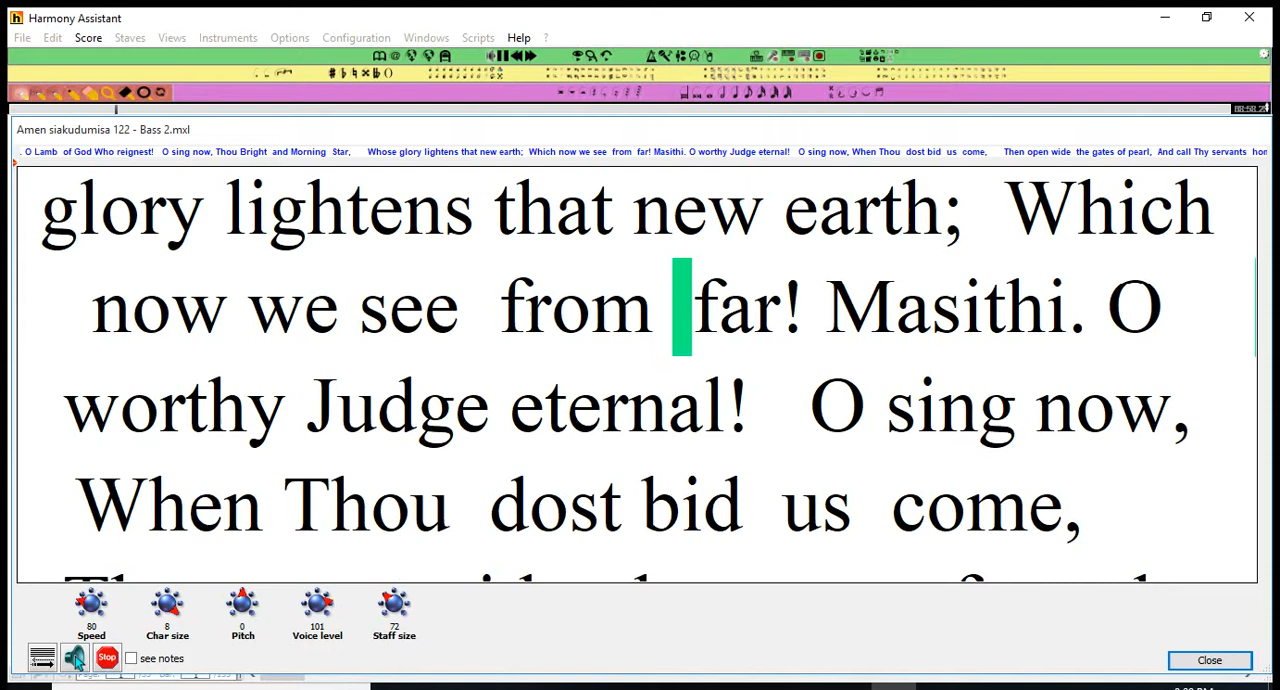 Harmony Assistant
File Edit Score Staves Views Instruments Options Configuration Windows Scripts Help ?
Amen siakudumisa 122 - Bass 2.mxl
. O Lamb of God Who reignest! O sing now, Thou Bright and Morning Star, Whose glory lightens that new earth; Which now we see from far! Masithi. O worthy Judge eternal! O sing now, When Thou dost bid us come, Then open wide the gates of pearl, And call Thy servants hom
glory lightens that new earth; Which
now we see from far! Masithi. O
worthy Judge eternal! O sing now,
When Thou dost bid us come,
80 8 0 101 72
Speed Char size Pitch Voice level Staff size
Stop see notes Close